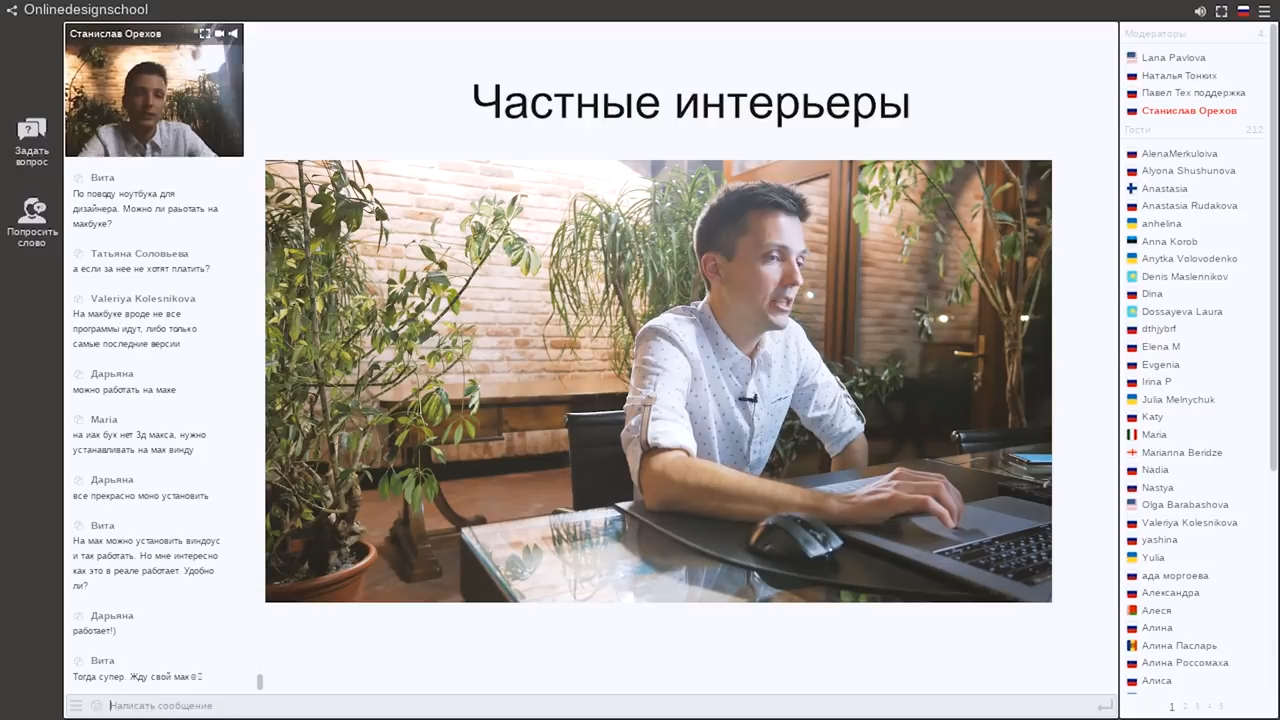 Onlinedesignschool
Станислав Орехов
Задать
вопрос
Попросить
слово
Вита
По поводу ноутбука для
дизайнера. Можно ли раьотать на
макбуке?
Татьяна Соловьева
а если за нее не хотят платить?
Valeriya Kolesnikova
На макбуке вроде не все
программы идут, либо только
самые последние версии
Дарьяна
можно работать на маке
Maria
на иак бук нет 3д макса, нужно
устанавливать на мак винду
Дарьяна
все прекрасно моно установить
Вита
На мак можно установить виндоус
и так работать. Но мне интересно
как это в реале работает. Удобно
ли?
Дарьяна
работает!)
Вита
Тогда супер. Жду свой мак
Написать сообщение
Частные интерьеры
Модераторы 4
Lana Pavlova
Наталья Тонких
Павел Тех поддержка
Станислав Орехов
Гости 212
AlenaMerkuloiva
Alyona Shushunova
Anastasia
Anastasia Rudakova
anhelina
Anna Korob
Anytka Volovodenko
Denis Maslennikov
Dina
Dossayeva Laura
dthjybrf
Elena M
Evgenia
Irina P
Julia Melnychuk
Katy
Maria
Marianna Beridze
Nadia
Nastya
Olga Barabashova
Valeriya Kolesnikova
yashina
Yulia
ада моргоева
Александра
Алеся
Алина
Алина Пасларь
Алина Россомаха
Алиса
1 2 3 4 5